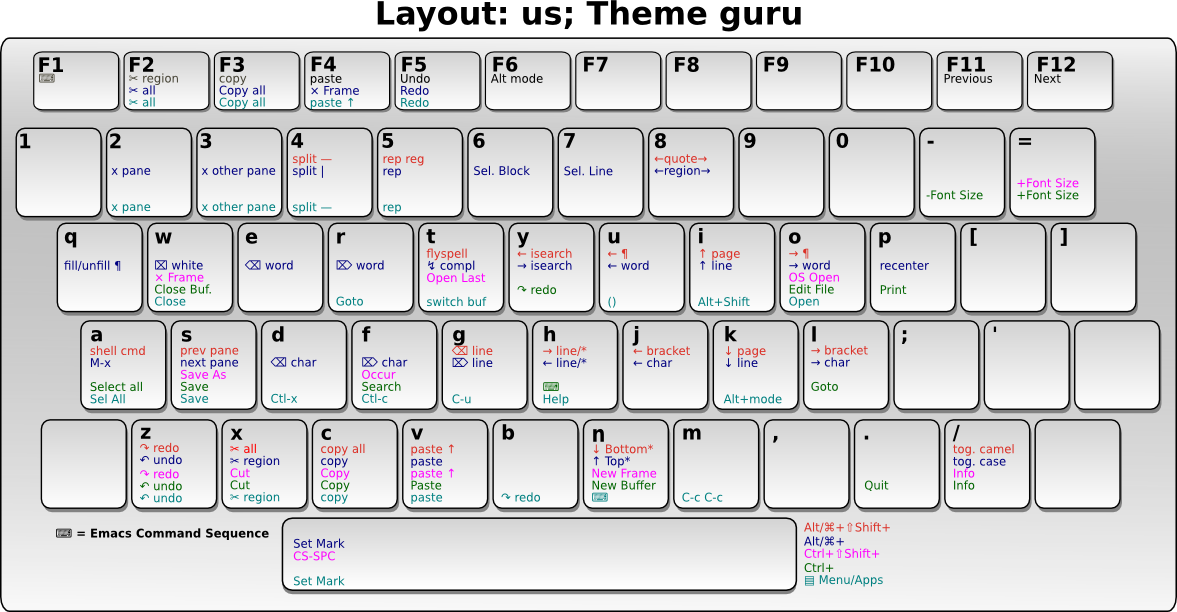 Layout: us; Theme guru
F1
⌨
F2
✂ region
✂ all
✂ all
F3
copy
Copy all
Copy all
F4
paste
× Frame
paste ↑
F5
Undo
Redo
Redo
F6
Alt mode
F7
F8
F9
F10
F11
Previous
F12
Next
1
2
x pane
x pane
3
x other pane
x other pane
4
split —
split |
split —
5
rep reg
rep
rep
6
Sel. Block
7
Sel. Line
8
←quote→
←region→
9
0
-
-Font Size
=
+Font Size
+Font Size
q
fill/unfill ¶
w
⌧ white
× Frame
Close Buf.
Close
e
⌫ word
r
⌦ word
Goto
t
flyspell
↯ compl
Open Last
switch buf
y
← isearch
→ isearch
↷ redo
u
← ¶
← word
()
i
↑ page
↑ line
Alt+Shift
o
→ ¶
→ word
OS Open
Edit File
Open
p
recenter
Print
[
]
a
shell cmd
M-x
Select all
Sel All
s
prev pane
next pane
Save As
Save
Save
d
⌫ char
Ctl-x
f
⌦ char
Occur
Search
Ctl-c
g
⌫ line
⌦ line
C-u
h
→ line/*
← line/*
⌨
Help
j
← bracket
← char
k
↓ page
↓ line
Alt+mode
l
→ bracket
→ char
Goto
;
'
z
↷ redo
↶ undo
↷ redo
↶ undo
↶ undo
x
✂ all
✂ region
Cut
Cut
✂ region
c
copy all
copy
Copy
Copy
copy
v
paste ↑
paste
paste ↑
Paste
paste
b
↷ redo
n
↓ Bottom*
↑ Top*
New Frame
New Buffer
⌨
m
C-c C-c
,
.
Quit
/
tog. camel
tog. case
Info
Info
⌨ = Emacs Command Sequence
Set Mark
CS-SPC
Set Mark
Alt/⌘+⇧Shift+
Alt/⌘+
Ctrl+⇧Shift+
Ctrl+
▤ Menu/Apps